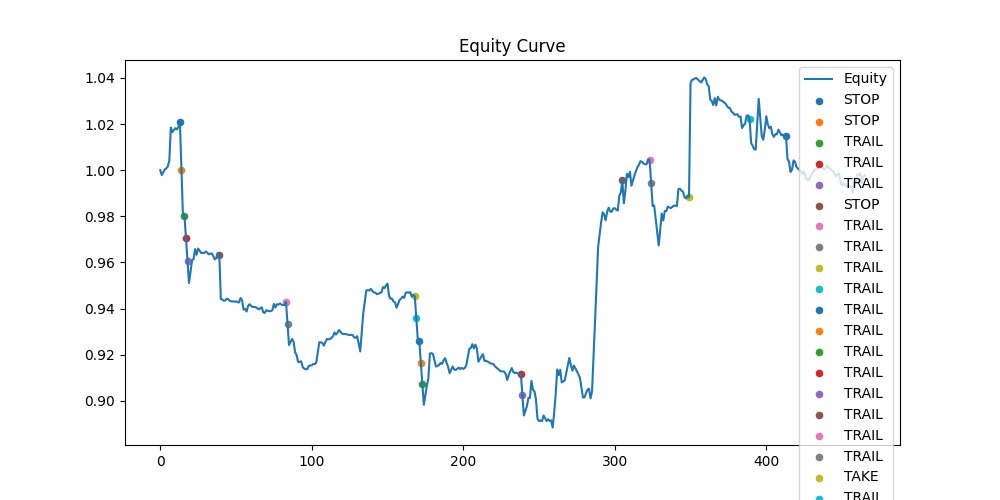 Equity Curve
1.04
1.02
1.00
0.98
0.96
0.94
0.92
0.90
0
100
200
300
400
Equity
STOP
STOP
TRAIL
TRAIL
TRAIL
STOP
TRAIL
TRAIL
TRAIL
TRAIL
TRAIL
TRAIL
TRAIL
TRAIL
TRAIL
TRAIL
TRAIL
TRAIL
TAKE
TRAIL